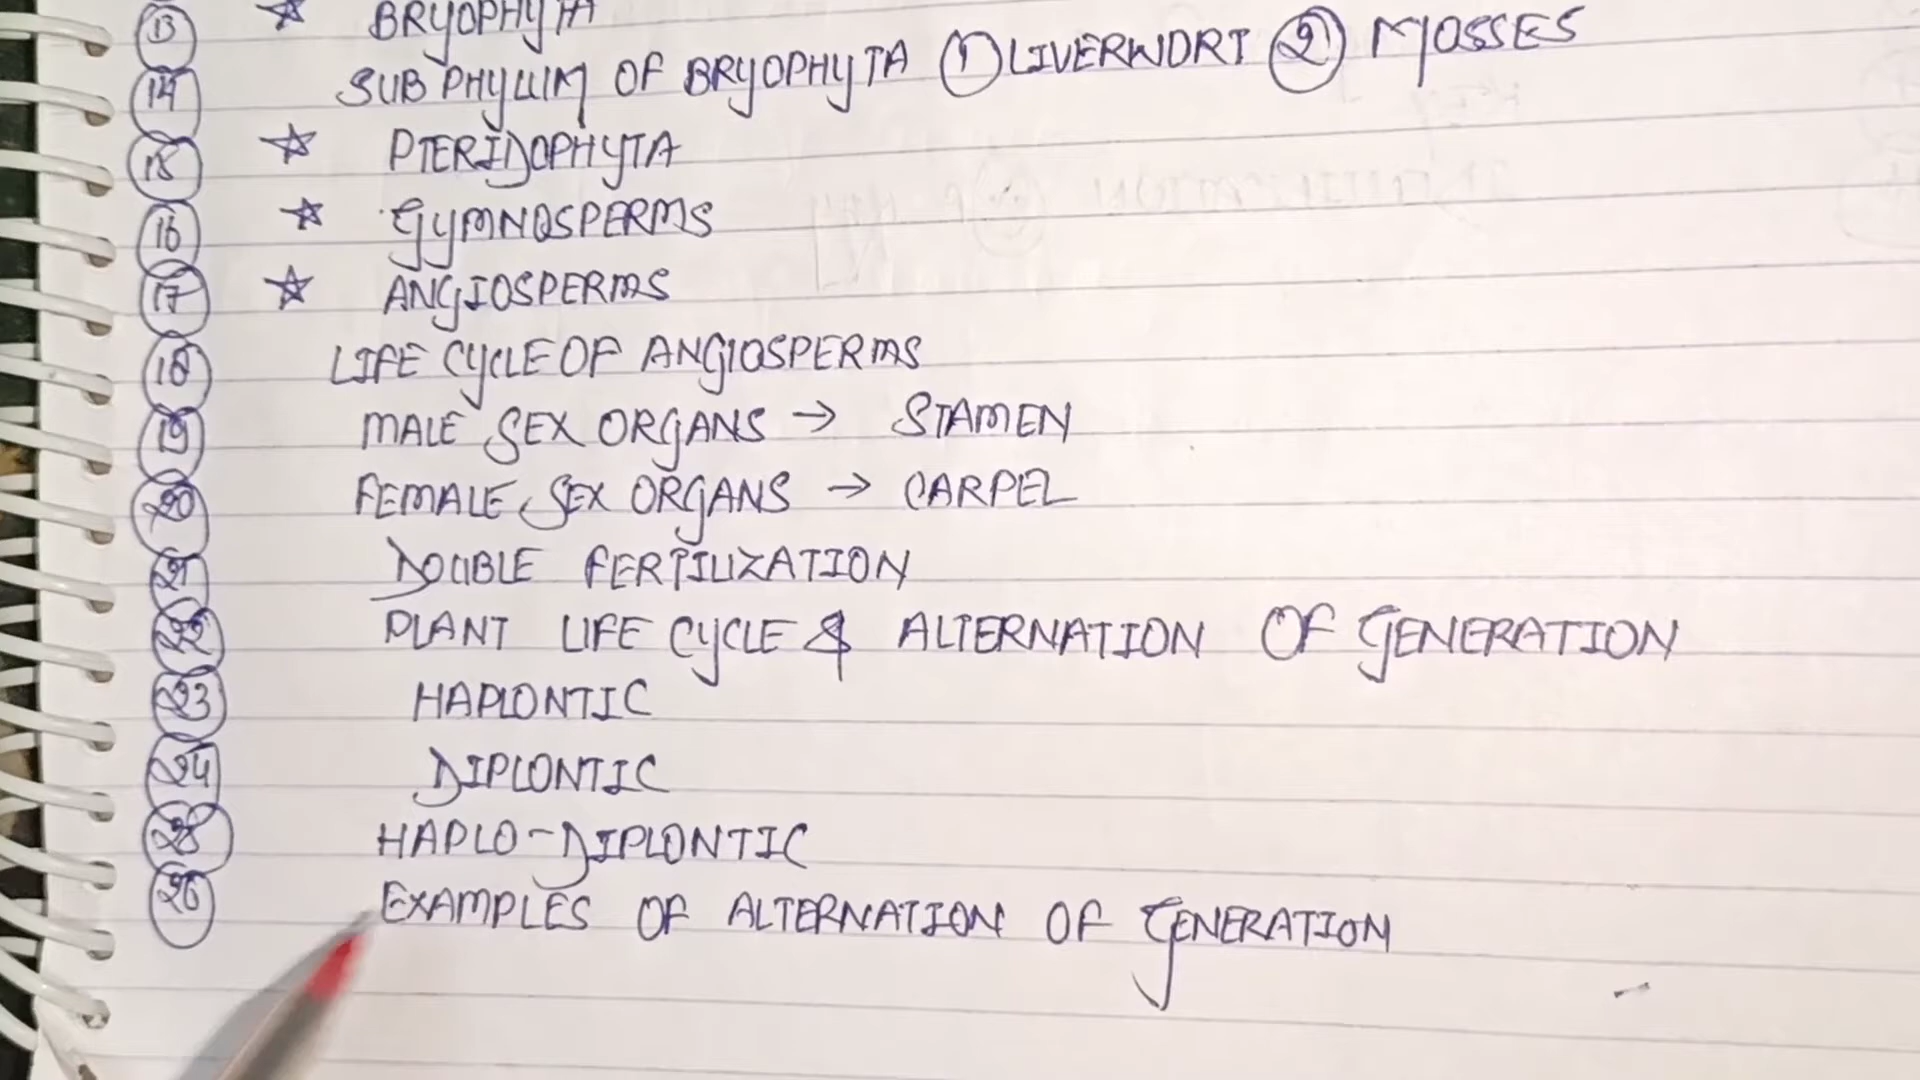 13 ☆ BRYOPHYTA
14 SUB PHYLUM OF BRYOPHYTA ① LIVERWORT ② MOSSES
15 ☆ PTERIDOPHYTA
16 ☆ GYMNOSPERMS
17 ☆ ANGIOSPERMS
18 LIFE CYCLE OF ANGIOSPERMS
19 MALE SEX ORGANS → STAMEN
20 FEMALE SEX ORGANS → CARPEL
21 DOUBLE FERTILIZATION
22 PLANT LIFE CYCLE & ALTERNATION OF GENERATION
23 HAPLONTIC
24 DIPLONTIC
25 HAPLO-DIPLONTIC
26 EXAMPLES OF ALTERNATION OF GENERATION